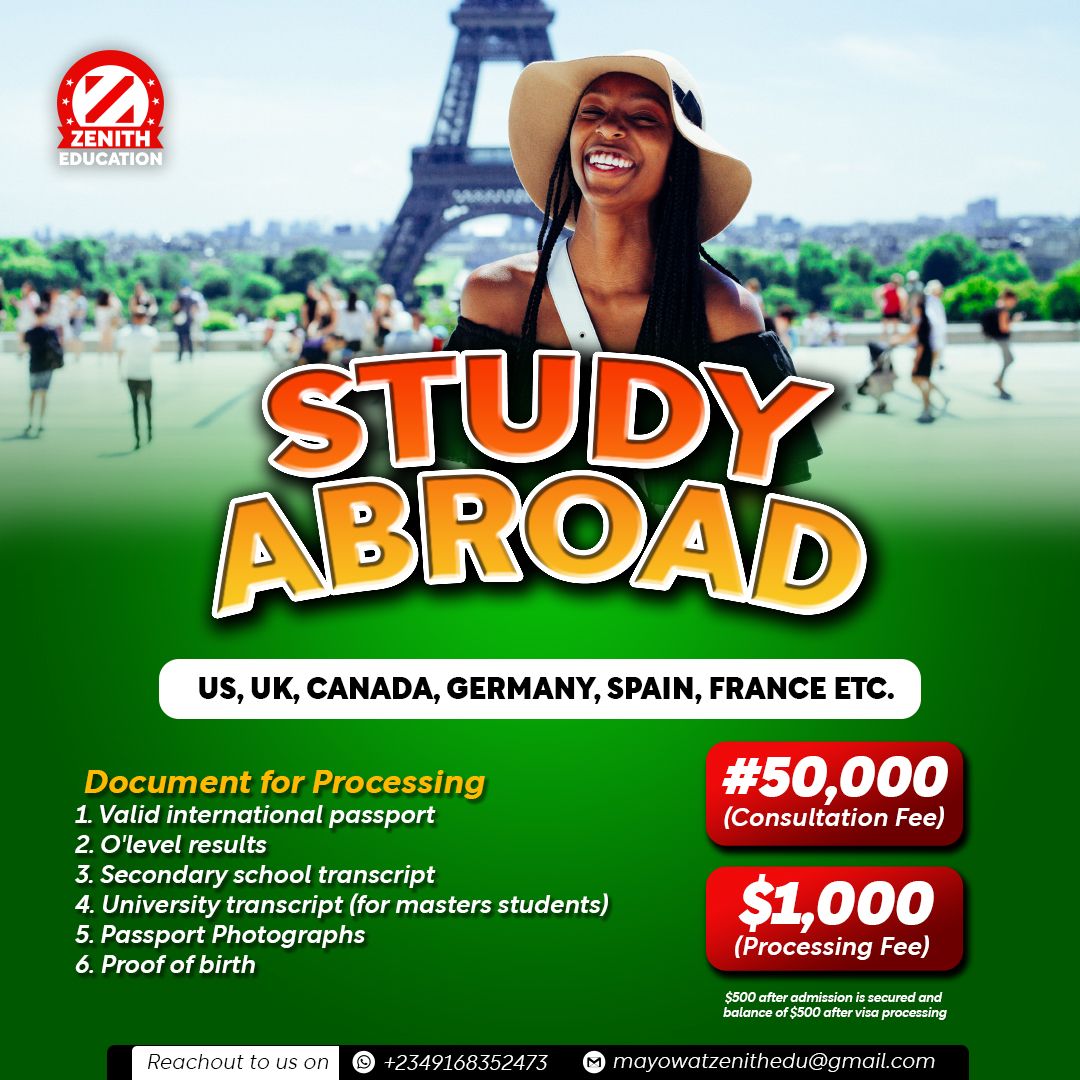 ZENITH
EDUCATION
STUDY
ABROAD
US, UK, CANADA, GERMANY, SPAIN, FRANCE ETC.
Document for Processing
1. Valid international passport
2. O'level results
3. Secondary school transcript
4. University transcript (for masters students)
5. Passport Photographs
6. Proof of birth
#50,000
(Consultation Fee)
$1,000
(Processing Fee)
$500 after admission is secured and
balance of $500 after visa processing
Reachout to us on +2349168352473 mayowatzenithedu@gmail.com